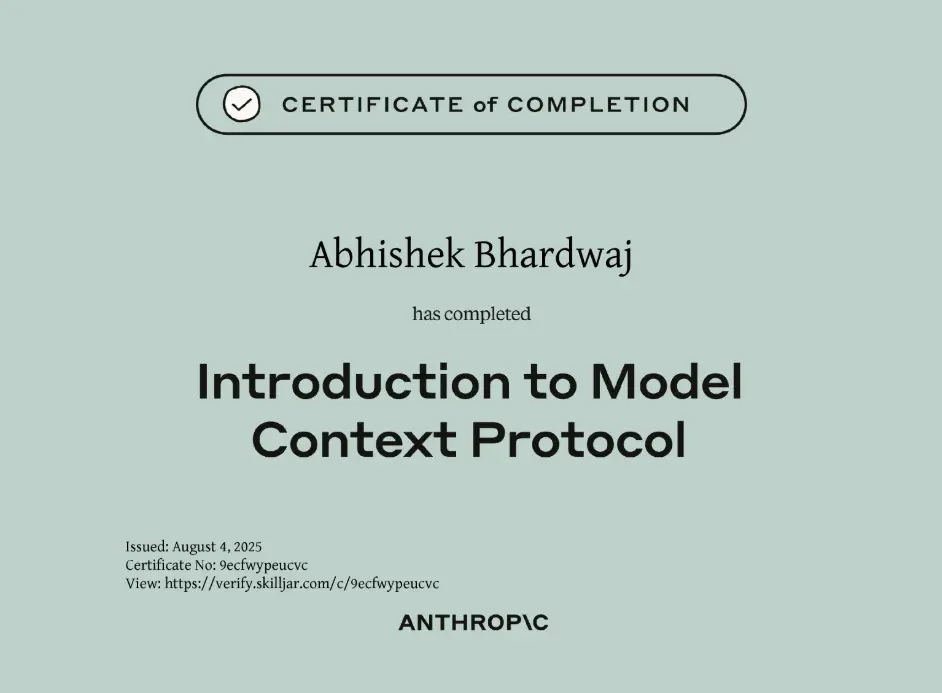 CERTIFICATE of COMPLETION
Abhishek Bhardwaj
has completed
Introduction to Model
Context Protocol
Issued: August 4, 2025
Certificate No: 9ecfwypeucvc
View: https://verify.skilljar.com/c/9ecfwypeucvc
ANTHROP\C